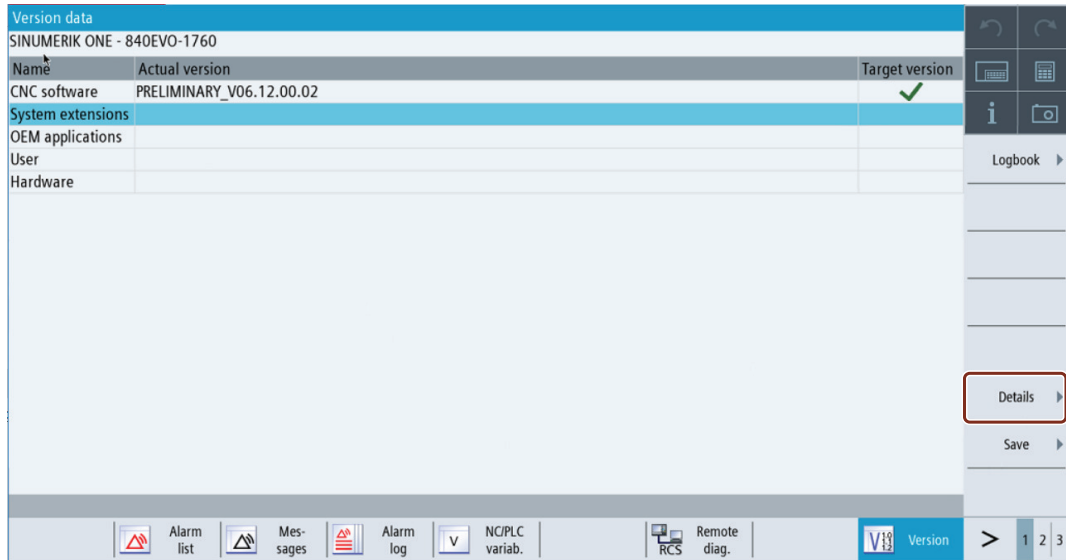 Version data
SINUMERIK ONE - 840EVO-1760
Name Actual version Target version
CNC software PRELIMINARY_V06.12.00.02
System extensions
OEM applications
User
Hardware
Logbook
Details
Save
Alarm list
Mes- sages
Alarm log
V
NC/PLC variab.
RCS
Remote diag.
Version
> 1 2 3